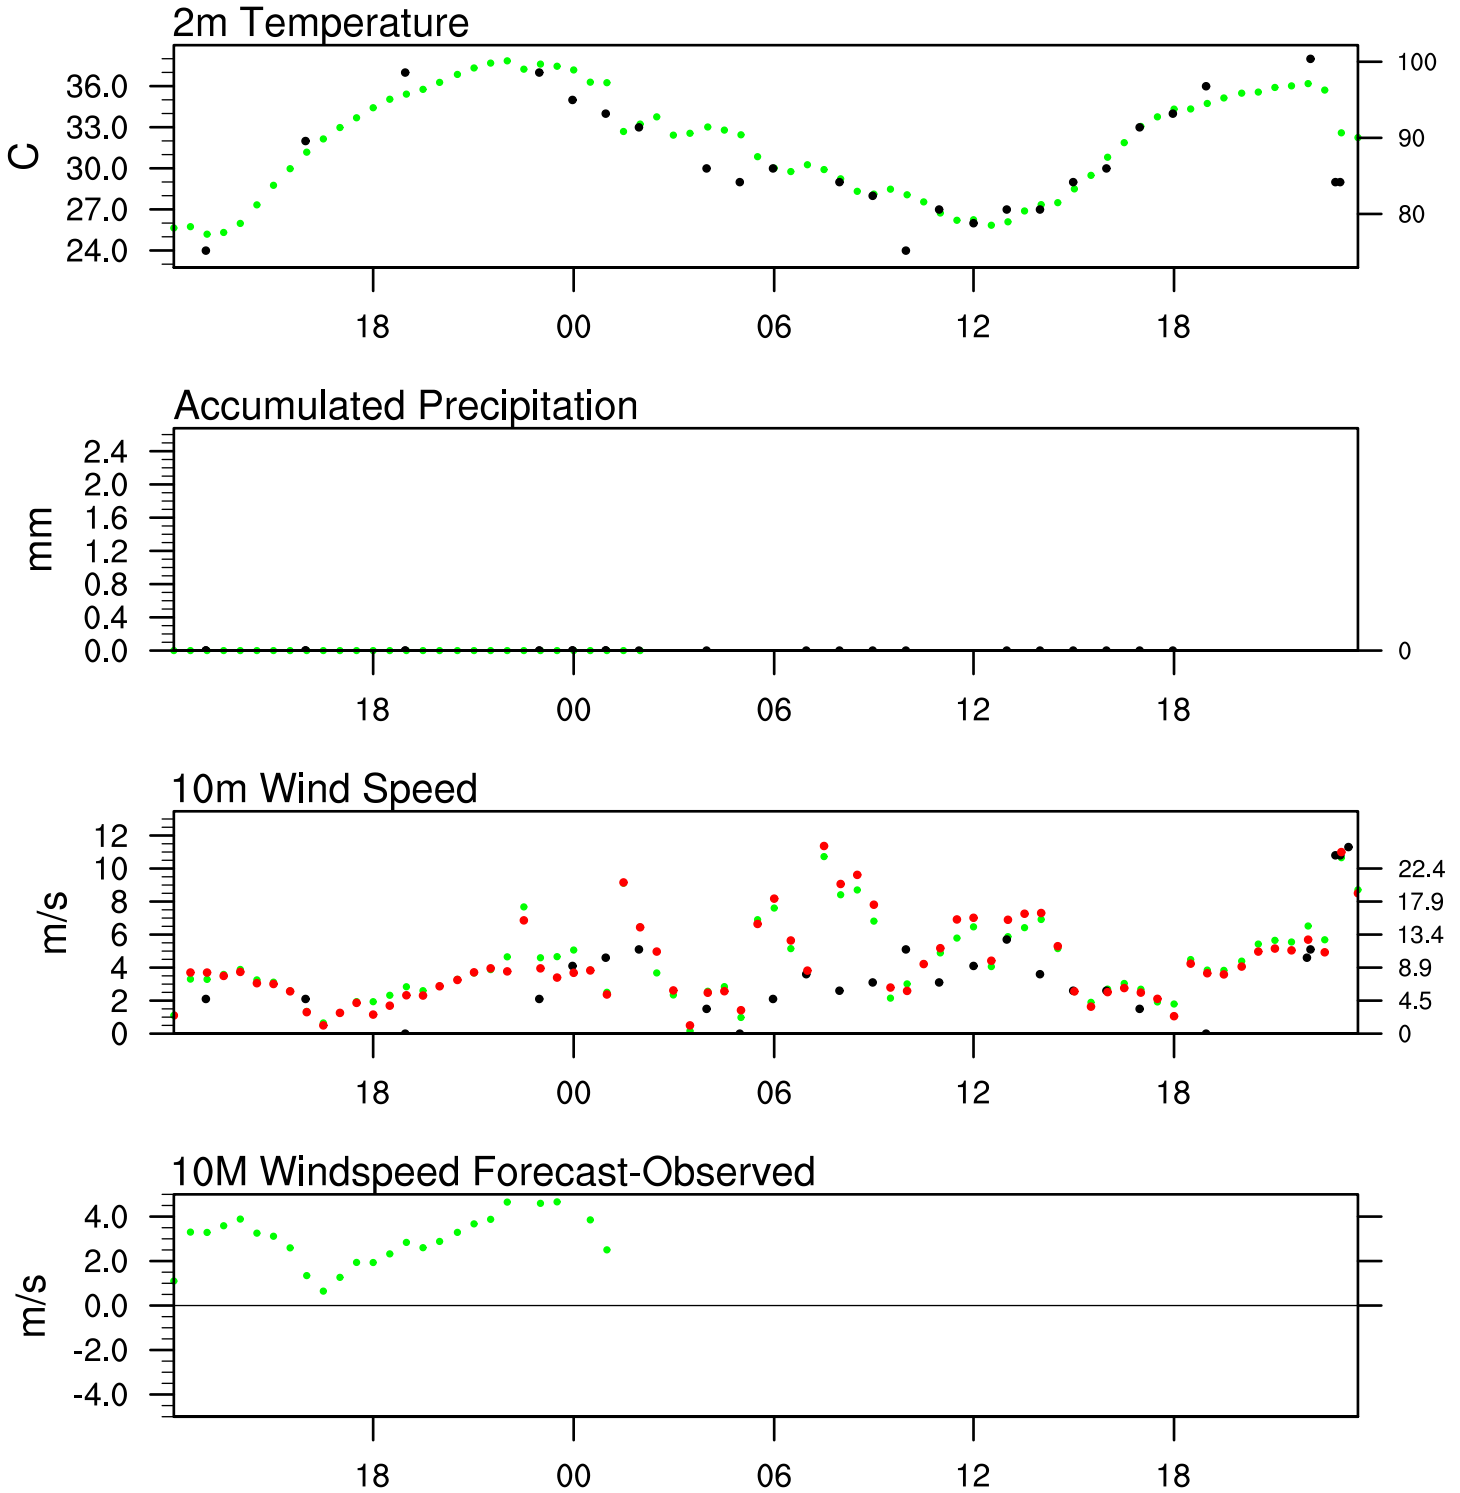 2m Temperature
36.0
33.0
30.0
27.0
24.0
C
100
90
80
18 00 06 12 18
Accumulated Precipitation
2.4
2.0
1.6
1.2
0.8
0.4
0.0
mm
0
18 00 06 12 18
10m Wind Speed
12
10
8
6
4
2
0
m/s
22.4
17.9
13.4
8.9
4.5
0
18 00 06 12 18
10M Windspeed Forecast-Observed
4.0
2.0
0.0
-2.0
-4.0
m/s
18 00 06 12 18